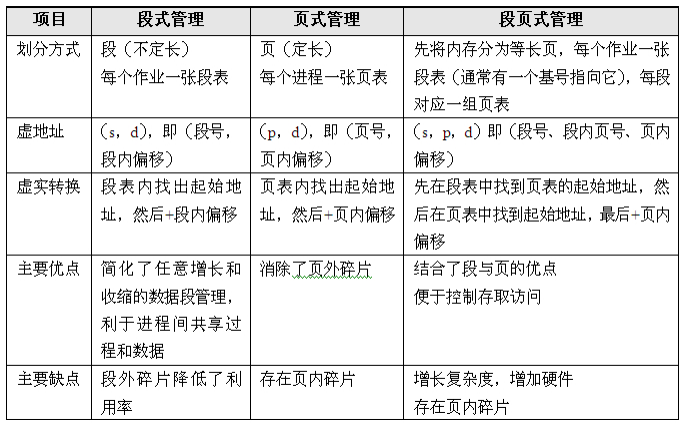 项目 段式管理 页式管理 段页式管理
划分方式 段（不定长） 页（定长） 先将内存分为等长页，每个作业一张
每个作业一张段表 每个进程一张页表 段表（通常有一个基号指向它），每段
对应一组页表
虚地址 （s，d），即（段号， （p，d），即（页号， （s，p，d）即（段号、段内页号、页内
段内偏移） 页内偏移） 偏移）
虚实转换 段表内找出起始地 页表内找出起始地 先在段表中找到页表的起始地址，然
址，然后+段内偏移 址，然后+页内偏移 后在页表中找到起始地址，最后+页内
偏移
主要优点 简化了任意增长和 消除了页外碎片 结合了段与页的优点
收缩的数据段管理， 便于控制存取访问
利于进程间共享过
程和数据
主要缺点 段外碎片降低了利 存在页内碎片 增长复杂度，增加硬件
用率 存在页内碎片